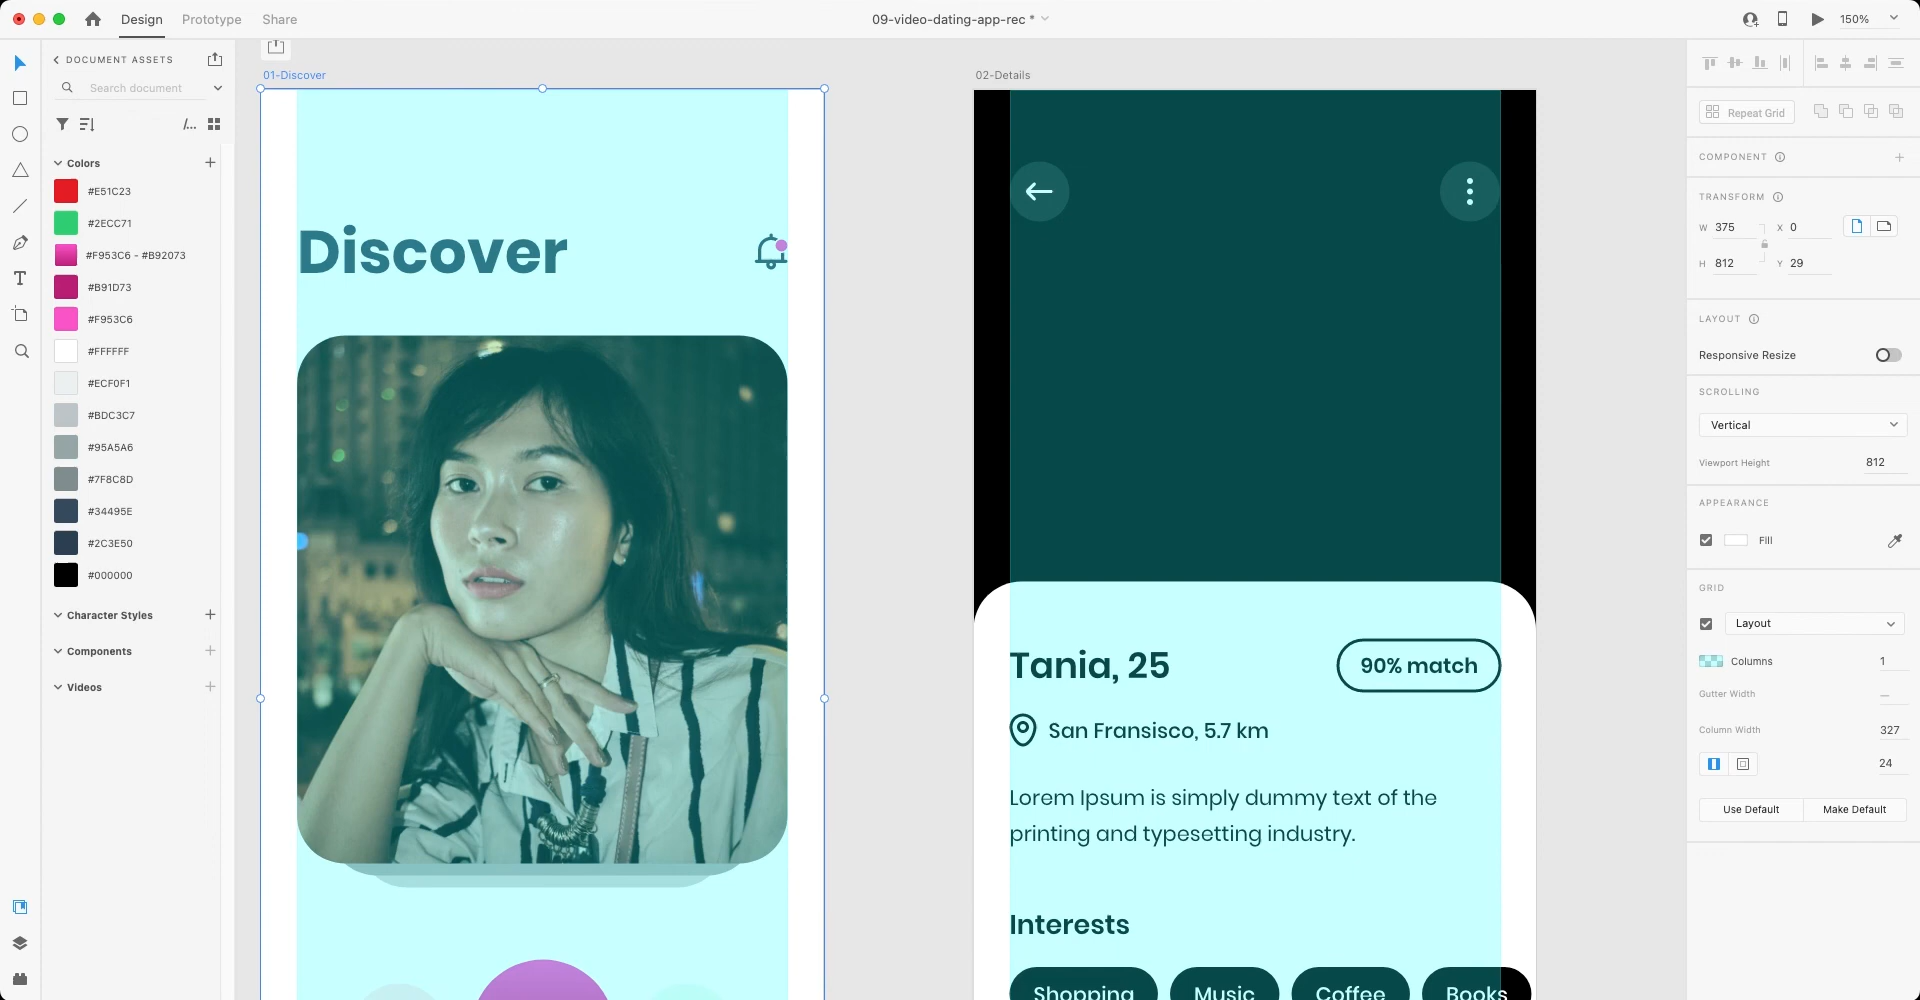 Design
Prototype
Share
09-video-dating-app-rec *
150%
DOCUMENT ASSETS
Search document
/...
Colors
#E51C23
#2ECC71
#F953C6 - #B92073
#B91D73
#F953C6
#FFFFFF
#ECF0F1
#BDC3C7
#95A5A6
#7F8C8D
#34495E
#2C3E50
#000000
Character Styles
Components
Videos
T
01-Discover
Discover
02-Details
Tania, 25
90% match
San Fransisco, 5.7 km
Lorem Ipsum is simply dummy text of the
printing and typesetting industry.
Interests
Shopping
Music
Coffee
Books
Repeat Grid
COMPONENT
TRANSFORM
W 375
X 0
H 812
Y 29
LAYOUT
Responsive Resize
SCROLLING
Vertical
Viewport Height
812
APPEARANCE
Fill
GRID
Layout
Columns
1
Gutter Width
—
Column Width
327
24
Use Default
Make Default